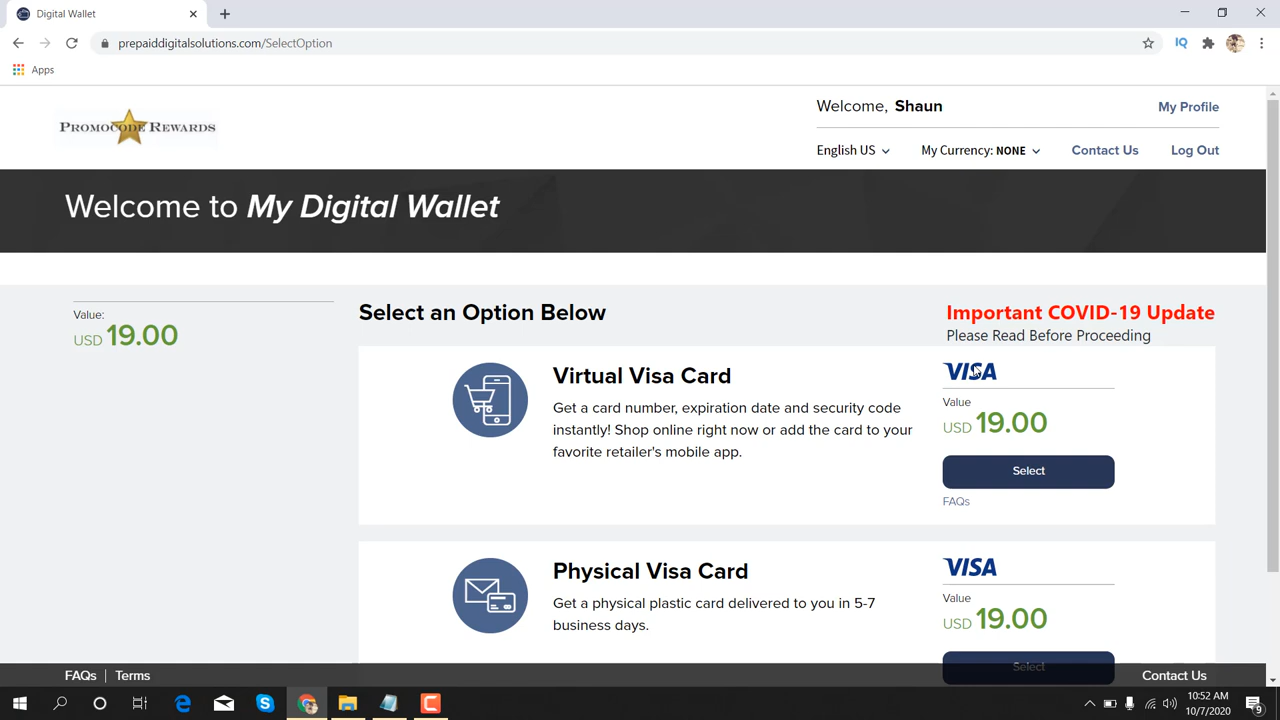 Digital Wallet
prepaiddigitalsolutions.com/SelectOption
IQ
Apps
PROMOCODE REWARDS
Welcome, Shaun
My Profile
English US
My Currency: NONE
Contact Us
Log Out
Welcome to My Digital Wallet
Value:
USD 19.00
Select an Option Below
Important COVID-19 Update
Please Read Before Proceeding
Virtual Visa Card
Get a card number, expiration date and security code
instantly! Shop online right now or add the card to your
favorite retailer's mobile app.
VISA
Value
USD 19.00
Select
FAQs
Physical Visa Card
Get a physical plastic card delivered to you in 5-7
business days.
VISA
Value
USD 19.00
Select
FAQs | Terms
Contact Us
10:52 AM
10/7/2020
9